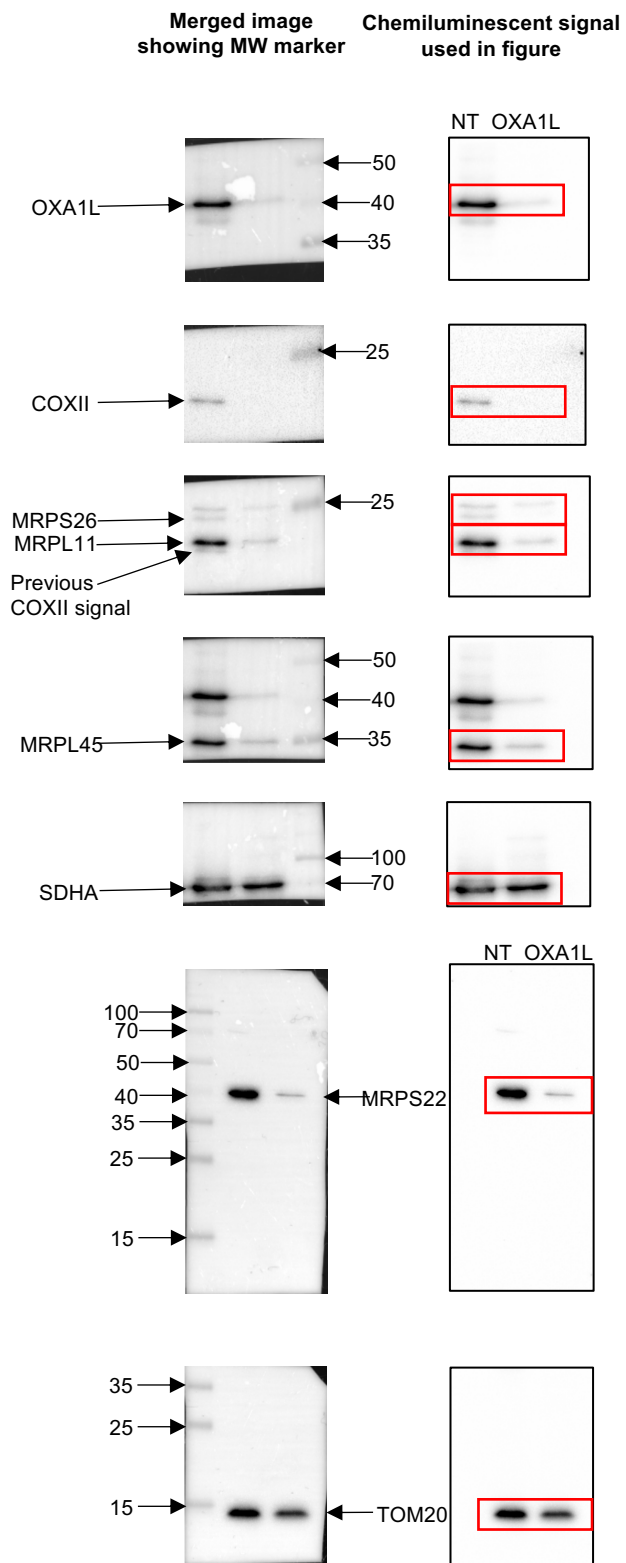 Merged image
showing MW marker
Chemiluminescent signal
used in figure
NT OXA1L
OXA1L
50
40
35
COXII
25
MRPS26
MRPL11
Previous
COXII signal
25
MRPL45
50
40
35
SDHA
100
70
NT OXA1L
100
70
50
40
35
25
15
MRPS22
35
25
15
TOM20